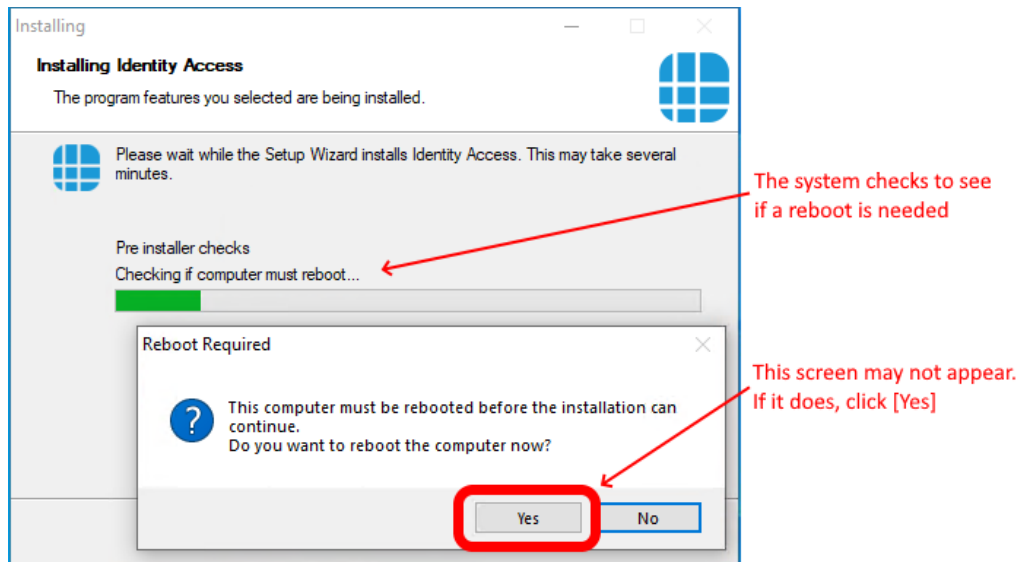 Installing
Installing Identity Access
The program features you selected are being installed.
Please wait while the Setup Wizard installs Identity Access. This may take several
minutes.
The system checks to see
if a reboot is needed
Pre installer checks
Checking if computer must reboot...
Reboot Required
This screen may not appear.
If it does, click [Yes]
This computer must be rebooted before the installation can
continue.
Do you want to reboot the computer now?
Yes
No